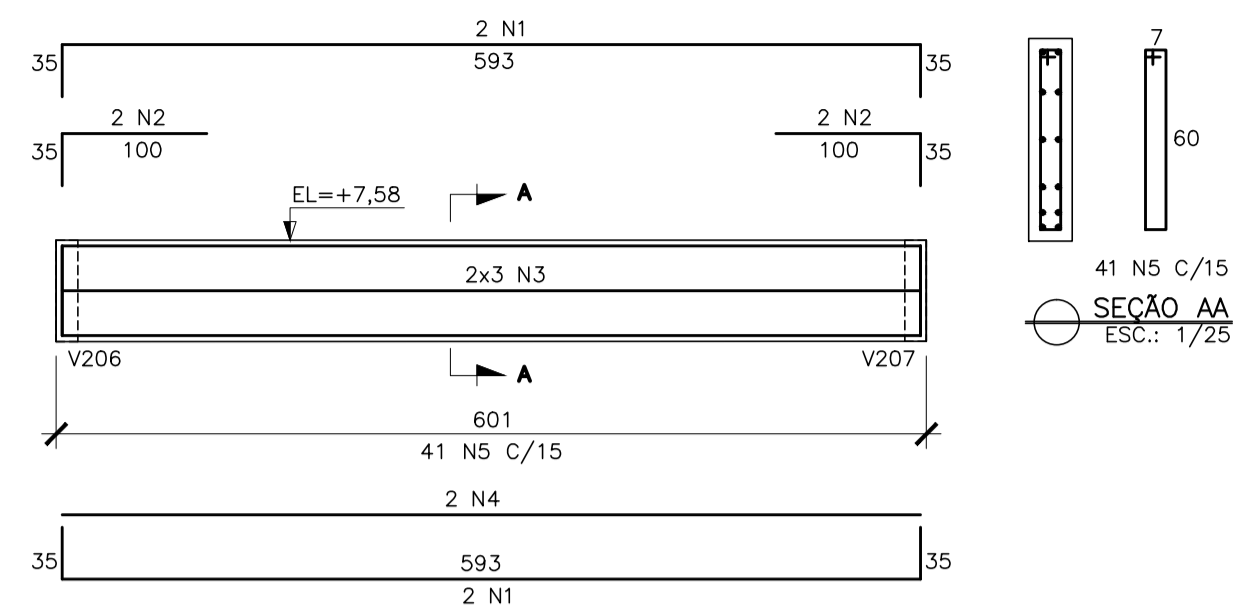 2 N1
35
593
35
7
2 N2
2 N2
35
100
100
35
60
EL=+7,58
A
2x3 N3
41 N5 C/15
SEÇÃO AA
ESC.: 1/25
V206
V207
A
601
41 N5 C/15
2 N4
35
593
35
2 N1